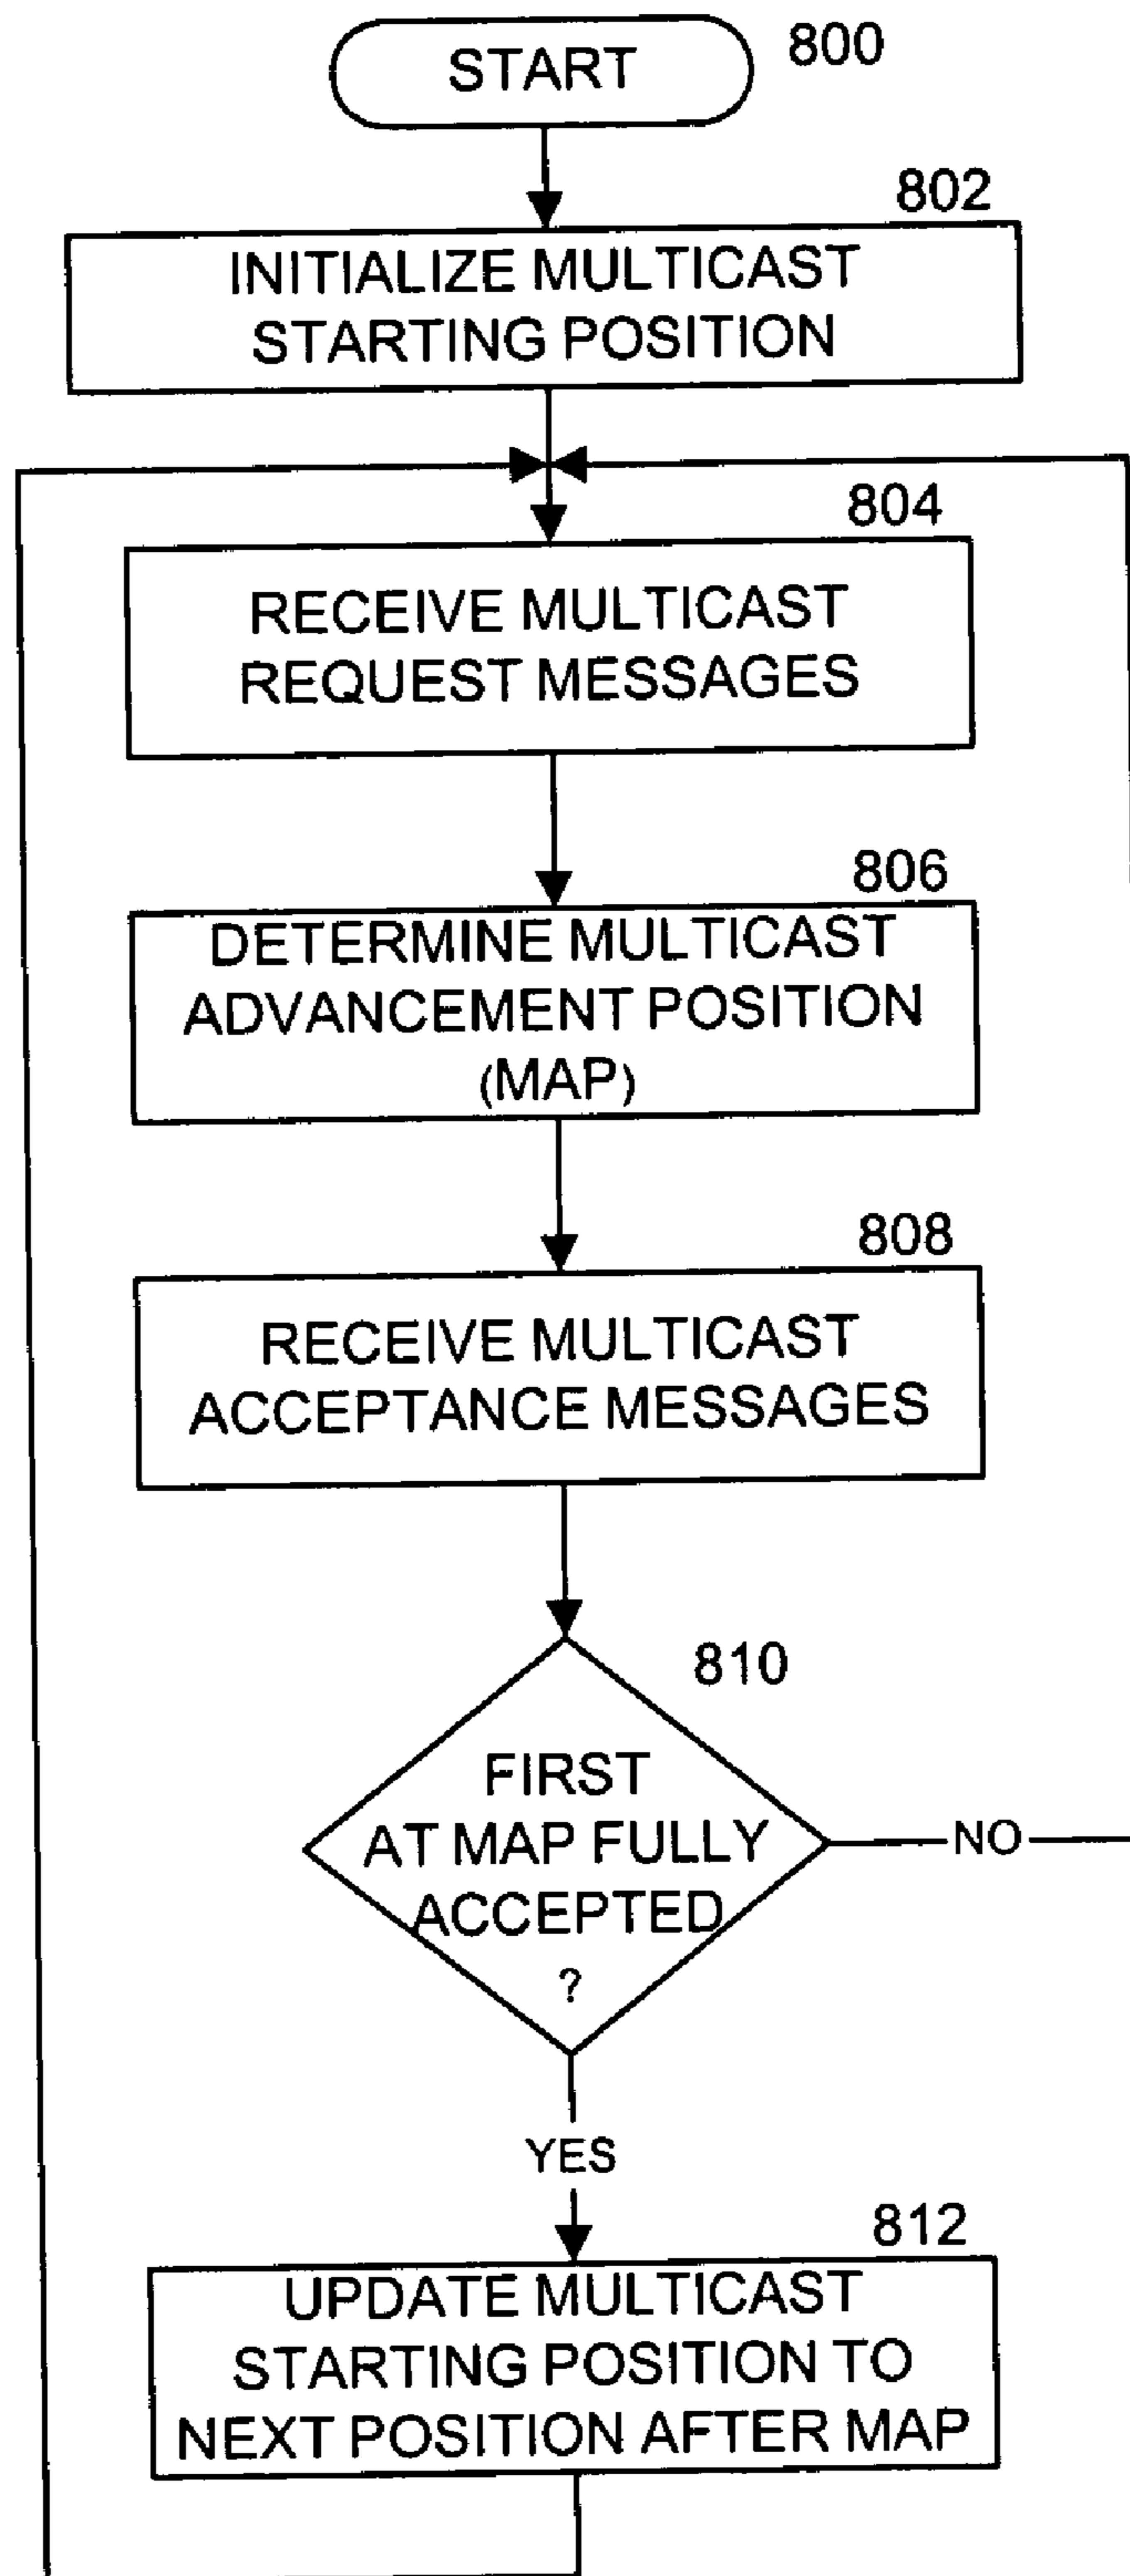 START
800
802
INITIALIZE MULTICAST
STARTING POSITION
804
RECEIVE MULTICAST
REQUEST MESSAGES
806
DETERMINE MULTICAST
ADVANCEMENT POSITION
(MAP)
808
RECEIVE MULTICAST
ACCEPTANCE MESSAGES
810
FIRST
AT MAP FULLY
ACCEPTED
?
NO
YES
812
UPDATE MULTICAST
STARTING POSITION TO
NEXT POSITION AFTER MAP